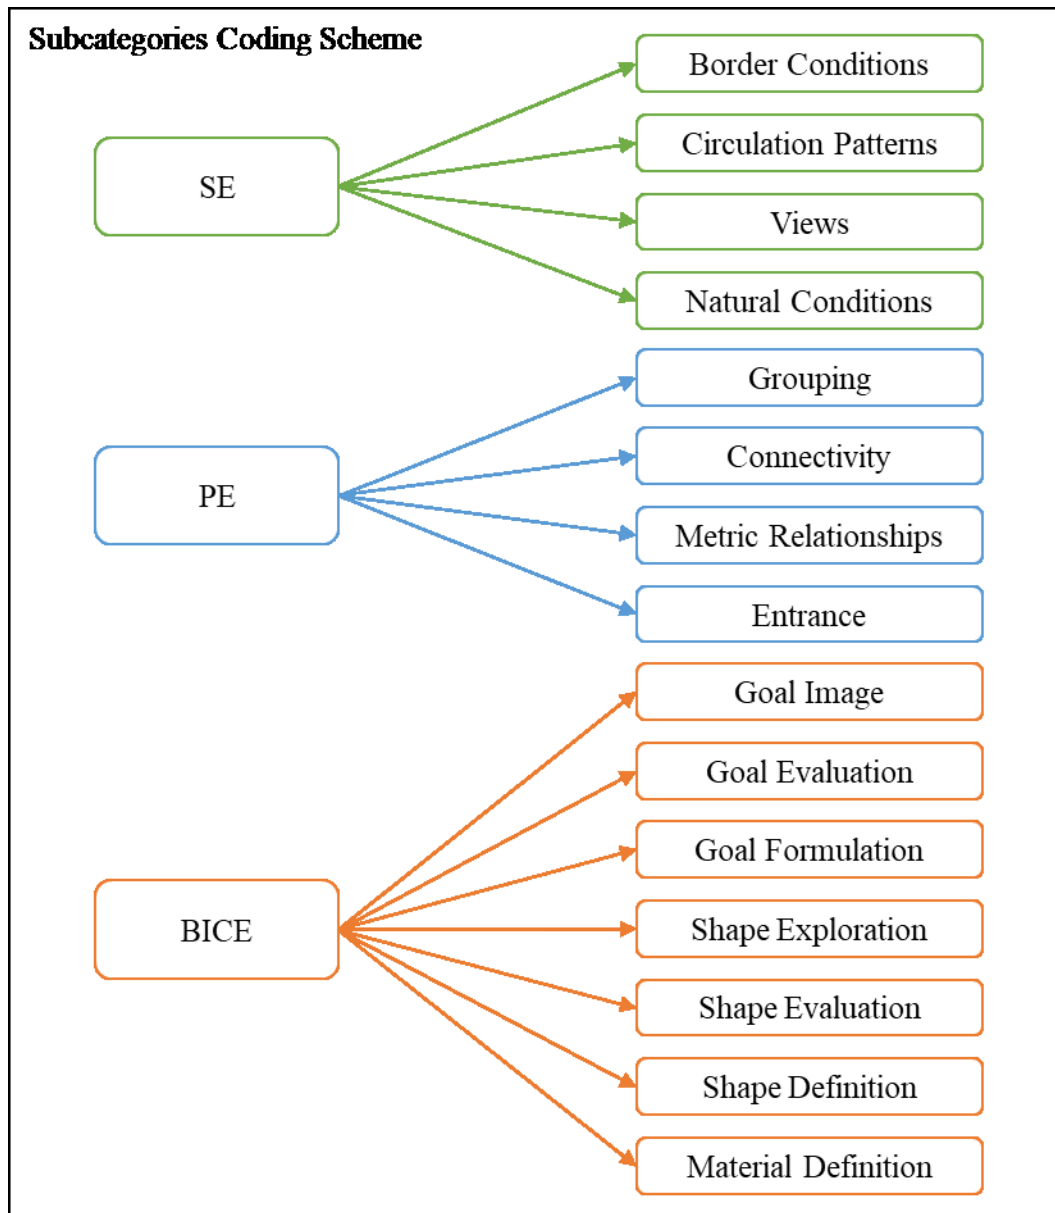 Subcategories Coding Scheme
SE
Border Conditions
Circulation Patterns
Views
Natural Conditions
PE
Grouping
Connectivity
Metric Relationships
Entrance
BICE
Goal Image
Goal Evaluation
Goal Formulation
Shape Exploration
Shape Evaluation
Shape Definition
Material Definition